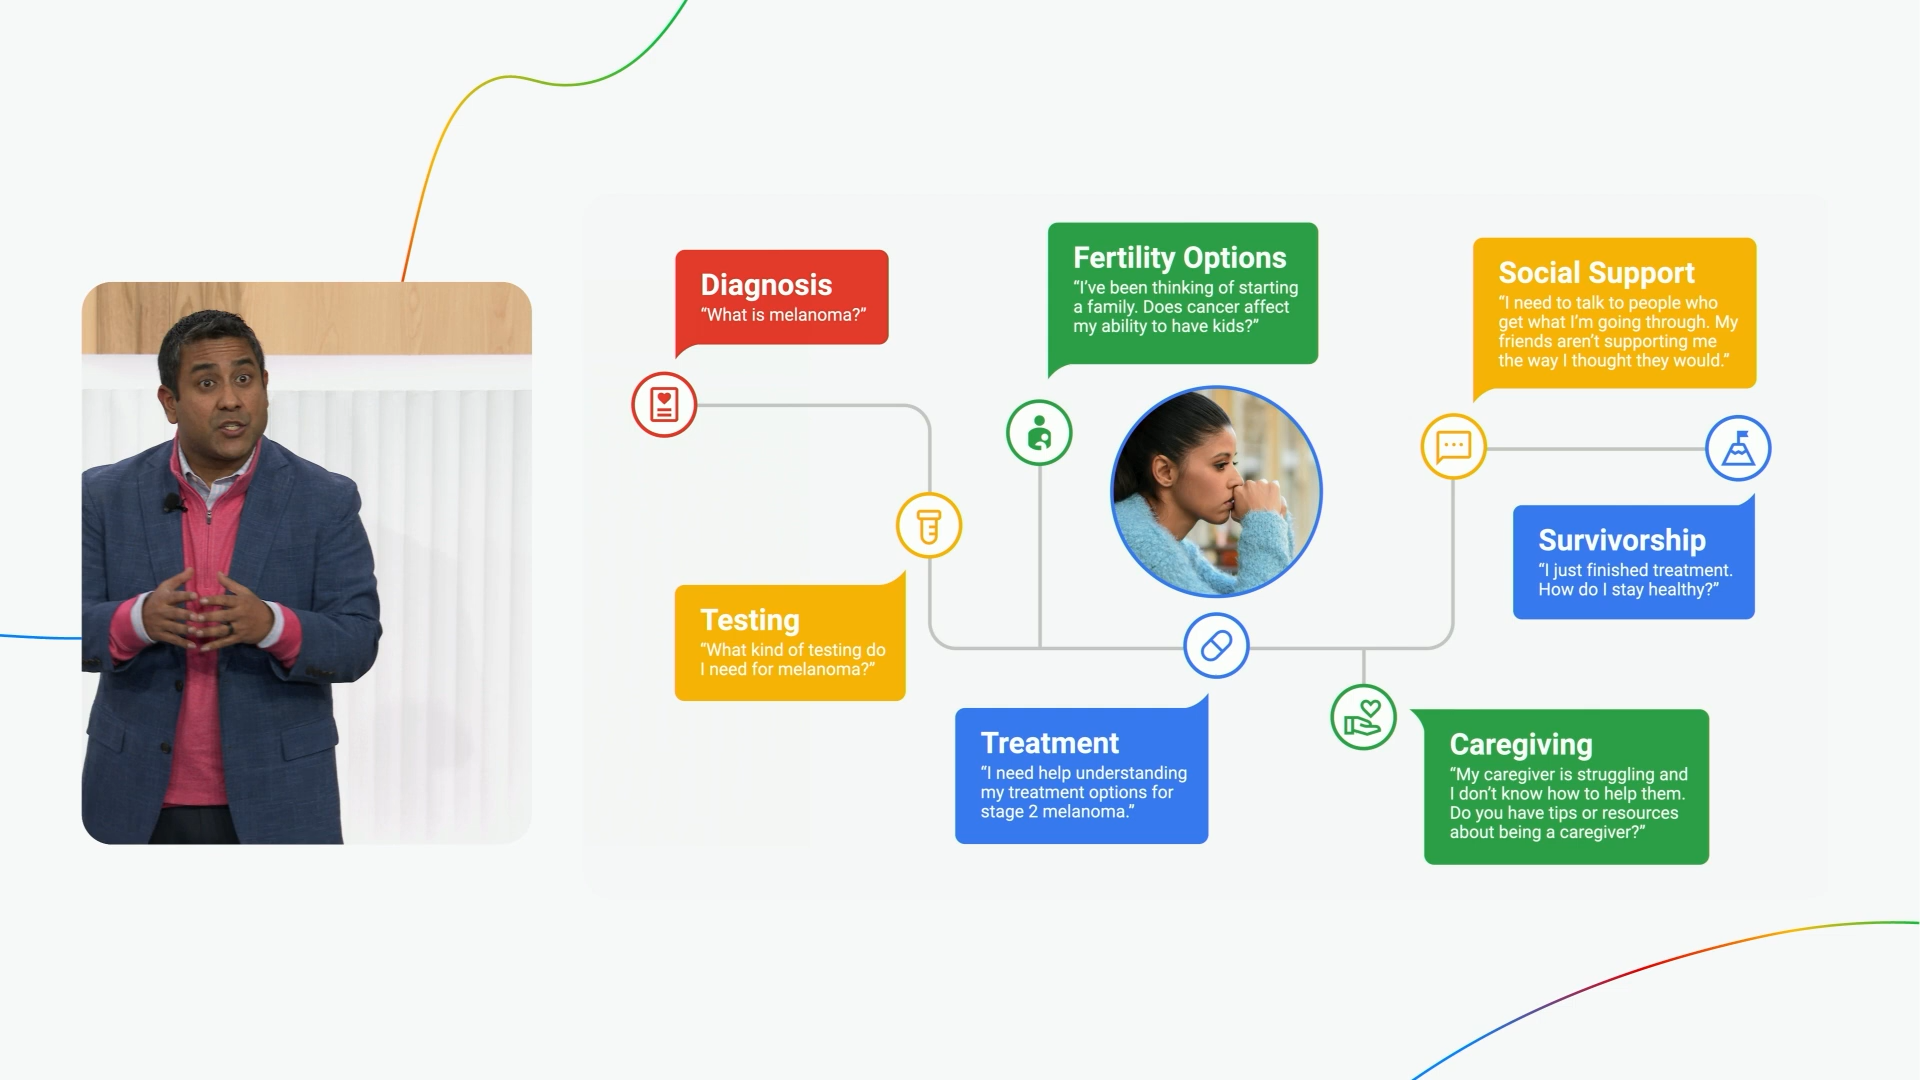 Diagnosis
“What is melanoma?”
Testing
“What kind of testing do
I need for melanoma?”
Fertility Options
“I’ve been thinking of starting
a family. Does cancer affect
my ability to have kids?”
Treatment
“I need help understanding
my treatment options for
stage 2 melanoma.”
Caregiving
“My caregiver is struggling and
I don’t know how to help them.
Do you have tips or resources
about being a caregiver?”
Social Support
“I need to talk to people who
get what I’m going through. My
friends aren’t supporting me
the way I thought they would.”
Survivorship
“I just finished treatment.
How do I stay healthy?”